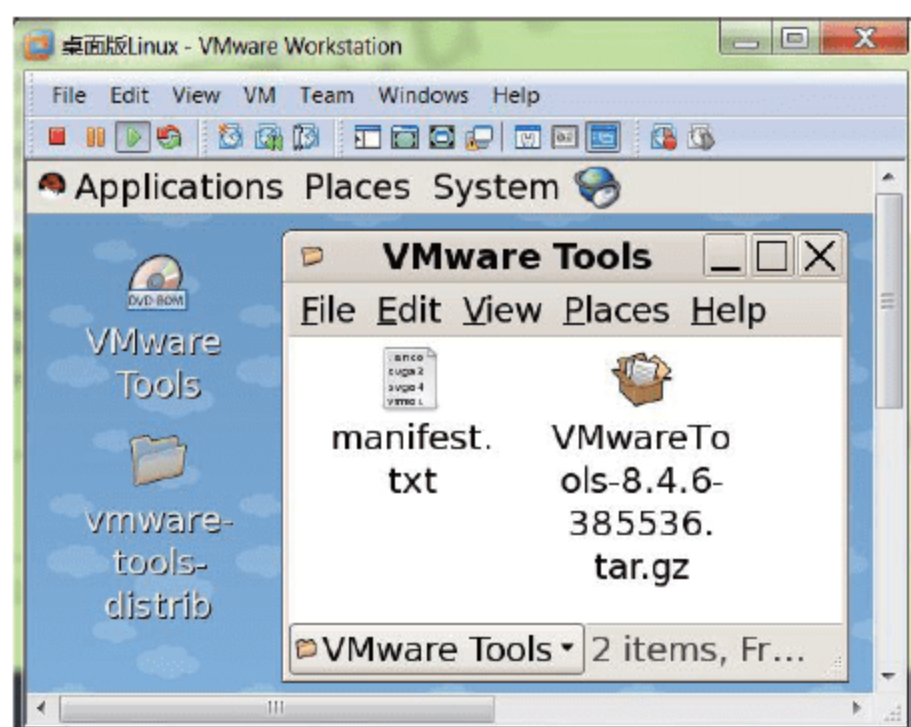 桌面版Linux - VMware Workstation
File Edit View VM Team Windows Help
Applications Places System
DVD-ROM
VMware
Tools
vmware-
tools-
distrib
VMware Tools
File Edit View Places Help
manifest.
txt
VMwareTo
ols-8.4.6-
385536.
tar.gz
VMware Tools
2 items, Fr...